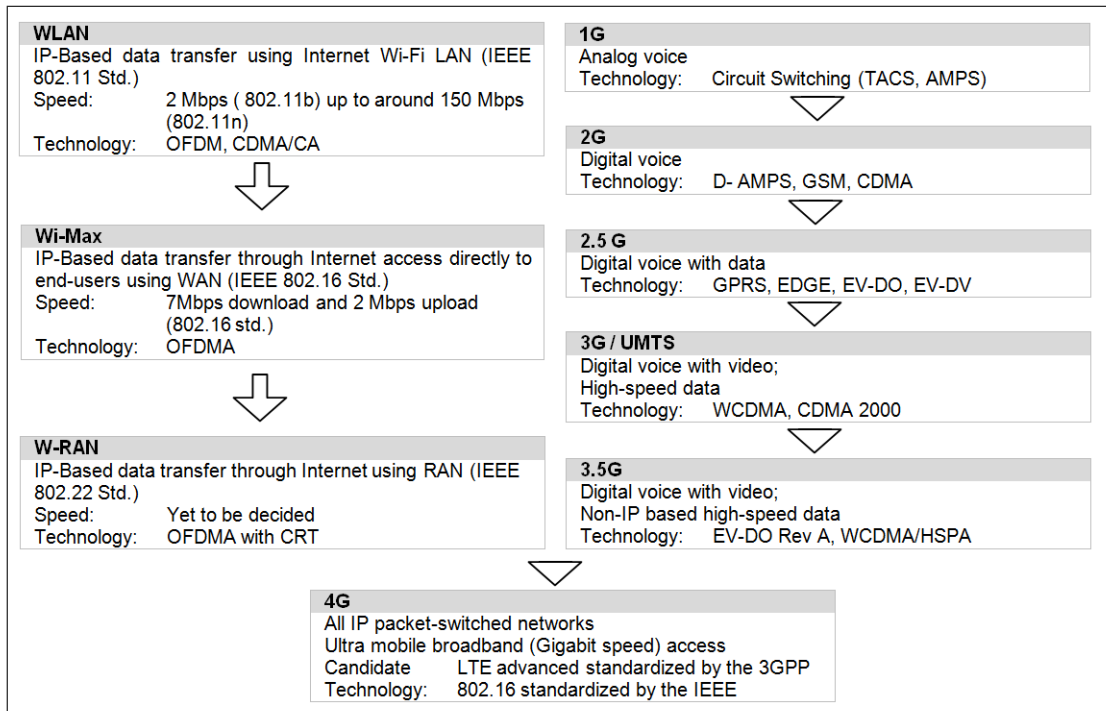 WLAN
IP-Based data transfer using Internet Wi-Fi LAN (IEEE
802.11 Std.)
Speed: 2 Mbps ( 802.11b) up to around 150 Mbps
(802.11n)
Technology: OFDM, CDMA/CA
Wi-Max
IP-Based data transfer through Internet access directly to
end-users using WAN (IEEE 802.16 Std.)
Speed: 7Mbps download and 2 Mbps upload
(802.16 std.)
Technology: OFDMA
W-RAN
IP-Based data transfer through Internet using RAN (IEEE
802.22 Std.)
Speed: Yet to be decided
Technology: OFDMA with CRT
1G
Analog voice
Technology: Circuit Switching (TACS, AMPS)
2G
Digital voice
Technology: D- AMPS, GSM, CDMA
2.5 G
Digital voice with data
Technology: GPRS, EDGE, EV-DO, EV-DV
3G / UMTS
Digital voice with video;
High-speed data
Technology: WCDMA, CDMA 2000
3.5G
Digital voice with video;
Non-IP based high-speed data
Technology: EV-DO Rev A, WCDMA/HSPA
4G
All IP packet-switched networks
Ultra mobile broadband (Gigabit speed) access
Candidate LTE advanced standardized by the 3GPP
Technology: 802.16 standardized by the IEEE